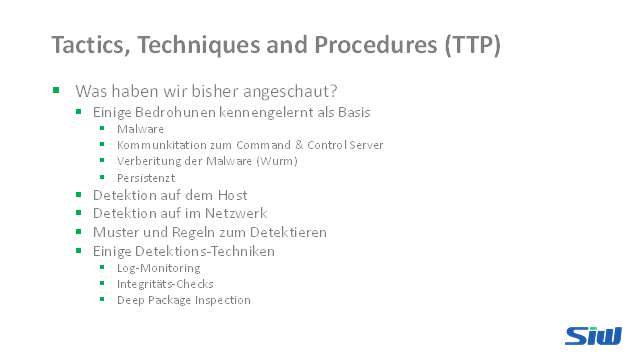 Tactics, Techniques and Procedures (TTP)
Was haben wir bisher angeschaut?
Einige Bedrohunen kennengelernt als Basis
Malware
Kommunkitation zum Command & Control Server
Verberitung der Malware (Wurm)
Persistenzt
Detektion auf dem Host
Detektion auf im Netzwerk
Muster und Regeln zum Detektieren
Einige Detektions-Techniken
Log-Monitoring
Integritäts-Checks
Deep Package Inspection
SiW